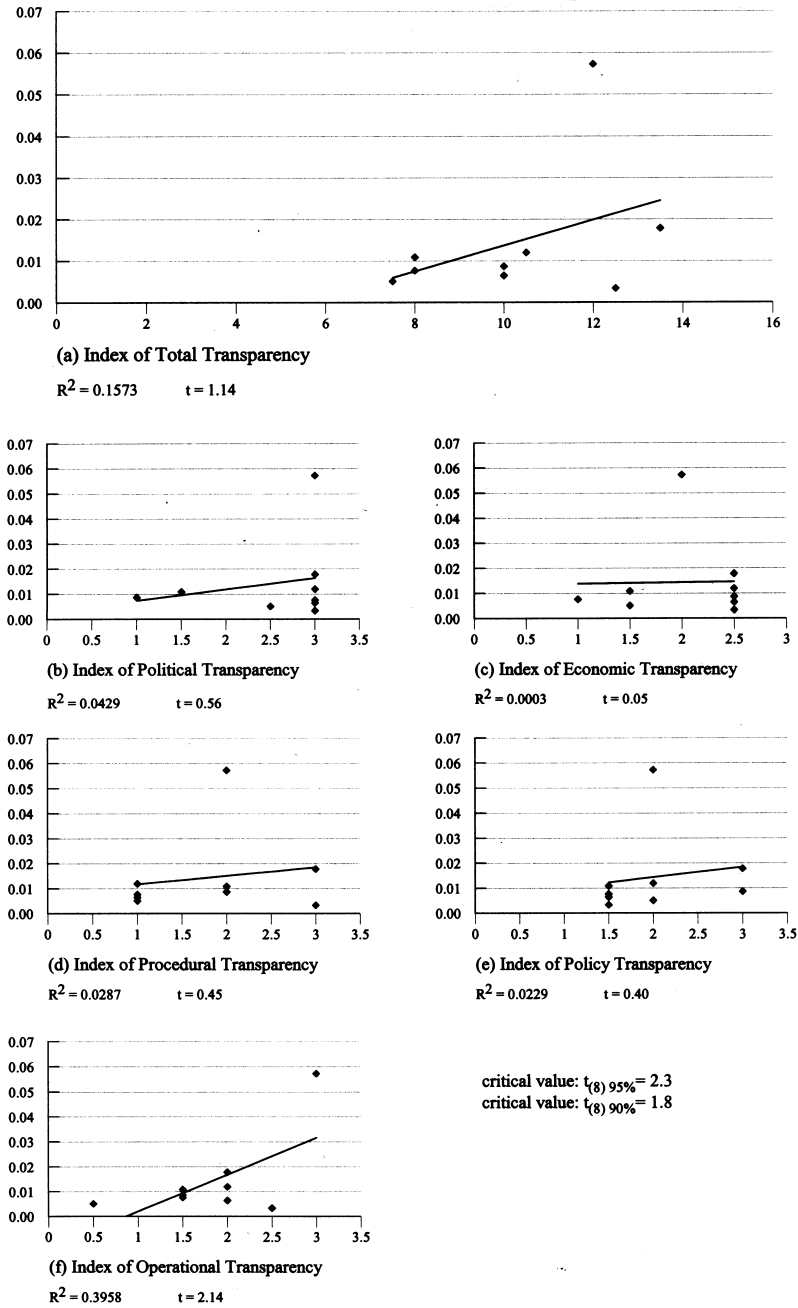 0.07
0.06
0.05
0.04
0.03
0.02
0.01
0.00
0 2 4 6 8 10 12 14 16
(a) Index of Total Transparency
R² = 0.1573 t = 1.14
0.07
0.06
0.05
0.04
0.03
0.02
0.01
0.00
0 0.5 1 1.5 2 2.5 3 3.5
(b) Index of Political Transparency
R² = 0.0429 t = 0.56
0.07
0.06
0.05
0.04
0.03
0.02
0.01
0.00
0 0.5 1 1.5 2 2.5 3
(c) Index of Economic Transparency
R² = 0.0003 t = 0.05
0.07
0.06
0.05
0.04
0.03
0.02
0.01
0.00
0 0.5 1 1.5 2 2.5 3 3.5
(d) Index of Procedural Transparency
R² = 0.0287 t = 0.45
0.07
0.06
0.05
0.04
0.03
0.02
0.01
0.00
0 0.5 1 1.5 2 2.5 3 3.5
(e) Index of Policy Transparency
R² = 0.0229 t = 0.40
0.07
0.06
0.05
0.04
0.03
0.02
0.01
0.00
0 0.5 1 1.5 2 2.5 3 3.5
(f) Index of Operational Transparency
R² = 0.3958 t = 2.14
critical value: t(8) 95% = 2.3
critical value: t(8) 90% = 1.8